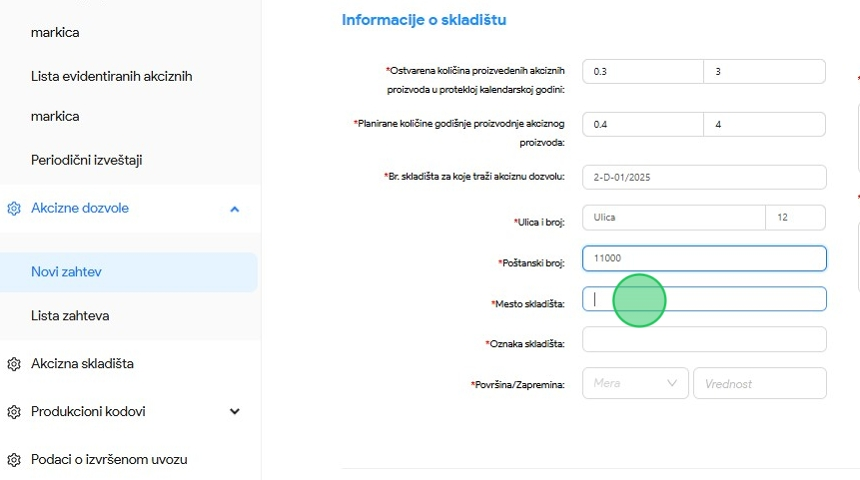 markica
Lista evidentiranih akciznih
markica
Periodični izveštaji
Akcizne dozvole
Novi zahtev
Lista zahteva
Akcizna skladišta
Produkcioni kodovi
Podaci o izvršenom uvozu
Informacije o skladištu
*Ostvarena količina proizvedenih akciznih
proizvoda u protekloj kalendarskoj godini:
0.3 3
*Planirane količine godišnje proizvodnje akciznog
proizvoda:
0.4 4
*Br. skladišta za koje traži akciznu dozvolu: 2-D-01/2025
*Ulica i broj: Ulica 12
*Poštanski broj: 11000
*Mesto skladišta:
*Oznaka skladišta:
*Površina/Zapremina: Mera Vrednost